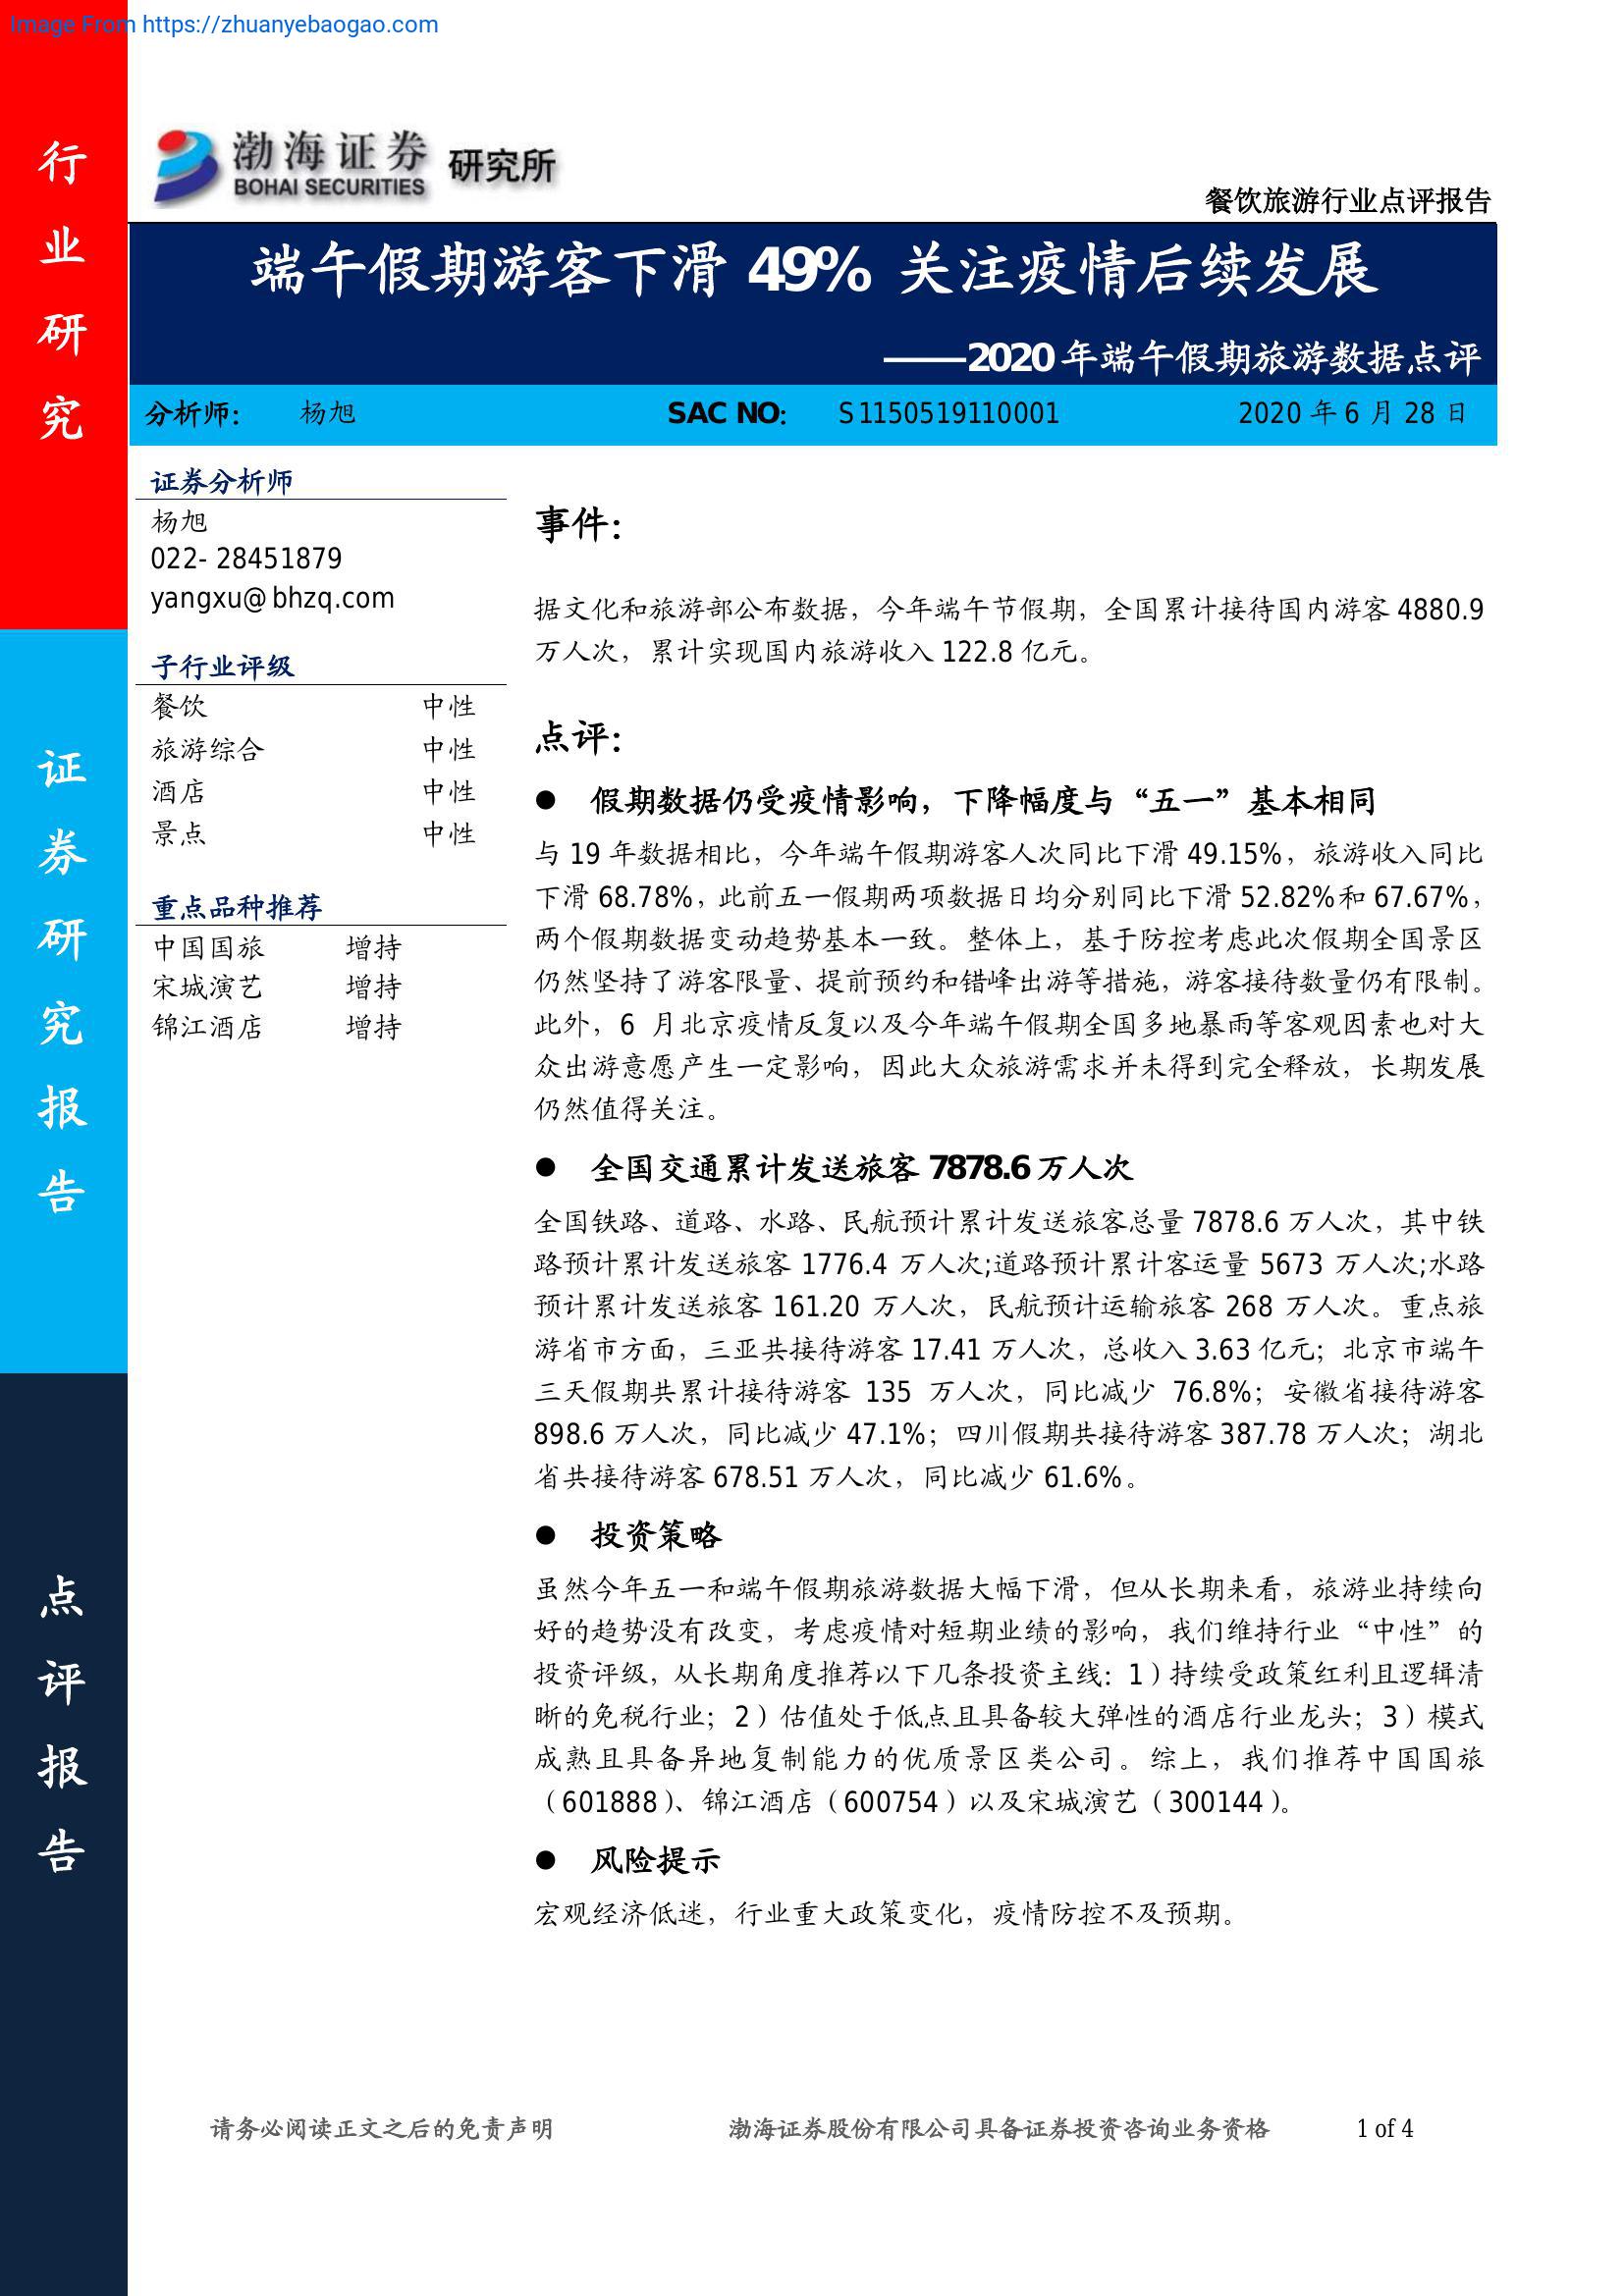 Image From https://zhuanyebaogao.com
行业研究
证券研究报告
点评报告
渤海证券 研究所
BOHAI SECURITIES
餐饮旅游行业点评报告
端午假期游客下滑 49% 关注疫情后续发展
——2020 年端午假期旅游数据点评
分析师: 杨旭 SAC NO: S1150519110001 2020 年 6 月 28 日
证券分析师
杨旭
022- 28451879
yangxu@bhzq.com
子行业评级
餐饮 中性
旅游综合 中性
酒店 中性
景点 中性
重点品种推荐
中国国旅 增持
宋城演艺 增持
锦江酒店 增持
事件:
据文化和旅游部公布数据，今年端午节假期，全国累计接待国内游客 4880.9
万人次，累计实现国内旅游收入 122.8 亿元。
点评:
● 假期数据仍受疫情影响，下降幅度与“五一”基本相同
与 19 年数据相比，今年端午假期游客人次同比下滑 49.15%，旅游收入同比
下滑 68.78%，此前五一假期两项数据日均分别同比下滑 52.82%和 67.67%，
两个假期数据变动趋势基本一致。整体上，基于防控考虑此次假期全国景区
仍然坚持了游客限量、提前预约和错峰出游等措施，游客接待数量仍有限制。
此外，6 月北京疫情反复以及今年端午假期全国多地暴雨等客观因素也对大
众出游意愿产生一定影响，因此大众旅游需求并未得到完全释放，长期发展
仍然值得关注。
● 全国交通累计发送旅客 7878.6 万人次
全国铁路、道路、水路、民航预计累计发送旅客总量 7878.6 万人次，其中铁
路预计累计发送旅客 1776.4 万人次;道路预计累计客运量 5673 万人次;水路
预计累计发送旅客 161.20 万人次，民航预计运输旅客 268 万人次。重点旅
游省市方面，三亚共接待游客 17.41 万人次，总收入 3.63 亿元；北京市端午
三天假期共累计接待游客 135 万人次，同比减少 76.8%；安徽省接待游客
898.6 万人次，同比减少 47.1%；四川假期共接待游客 387.78 万人次；湖北
省共接待游客 678.51 万人次，同比减少 61.6%。
● 投资策略
虽然今年五一和端午假期旅游数据大幅下滑，但从长期来看，旅游业持续向
好的趋势没有改变，考虑疫情对短期业绩的影响，我们维持行业“中性”的
投资评级，从长期角度推荐以下几条投资主线：1）持续受政策红利且逻辑清
晰的免税行业；2）估值处于低点且具备较大弹性的酒店行业龙头；3）模式
成熟且具备异地复制能力的优质景区类公司。综上，我们推荐中国国旅
（601888）、锦江酒店（600754）以及宋城演艺（300144）。
● 风险提示
宏观经济低迷，行业重大政策变化，疫情防控不及预期。
请务必阅读正文之后的免责声明 渤海证券股份有限公司具备证券投资咨询业务资格 1 of 4